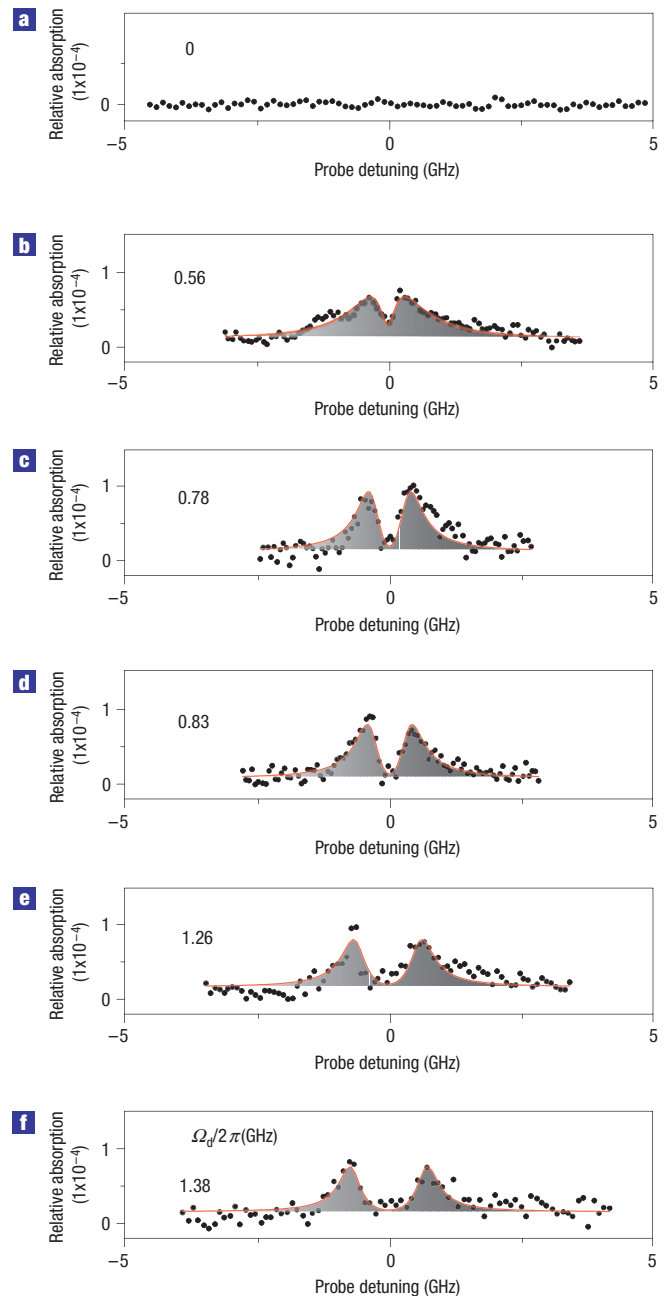 a
Relative absorption
(1x10⁻⁴)
0
0
−5
0
5
Probe detuning (GHz)
b
Relative absorption
(1x10⁻⁴)
1
0
0.56
−5
0
5
Probe detuning (GHz)
c
Relative absorption
(1x10⁻⁴)
1
0
0.78
−5
0
5
Probe detuning (GHz)
d
Relative absorption
(1x10⁻⁴)
1
0
0.83
−5
0
5
Probe detuning (GHz)
e
Relative absorption
(1x10⁻⁴)
1
0
1.26
−5
0
5
Probe detuning (GHz)
f
Relative absorption
(1x10⁻⁴)
1
0
Ω_d/2π(GHz)
1.38
−5
0
5
Probe detuning (GHz)